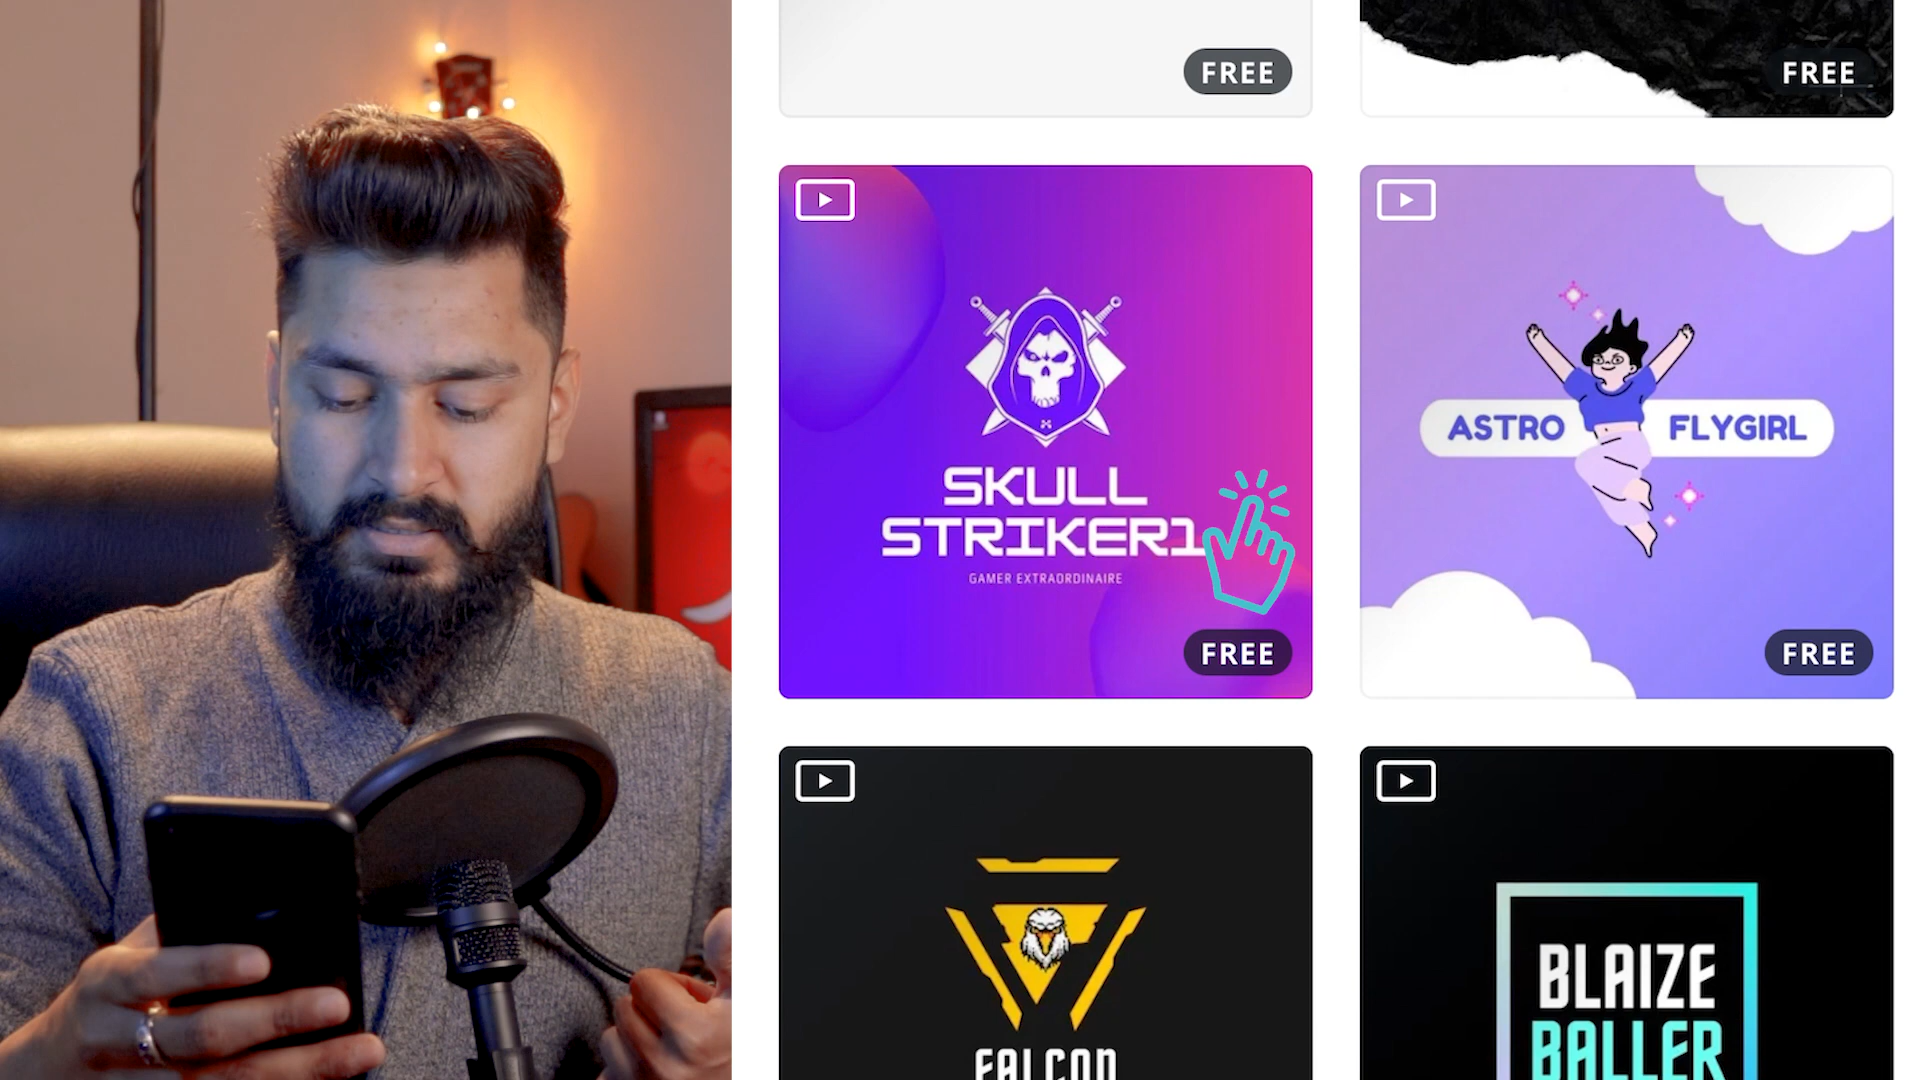 FREE
FREE
SKULL
STRIKER1
GAMER EXTRAORDINAIRE
FREE
ASTRO FLYGIRL
FREE
FALCON
BLAIZE
BALLER